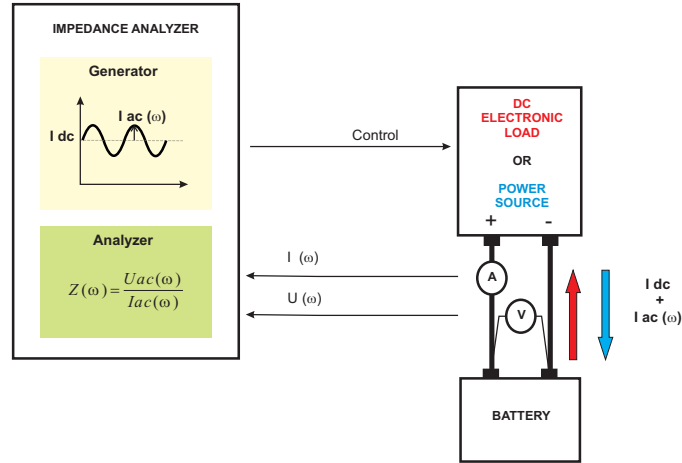 IMPEDANCE ANALYZER
Generator
I ac (ω)
I dc
Analyzer
Z(ω) = Uac(ω) / Iac(ω)
Control
I (ω)
U (ω)
DC
ELECTRONIC
LOAD
OR
POWER
SOURCE
+ -
A
V
I dc
+
I ac (ω)
BATTERY